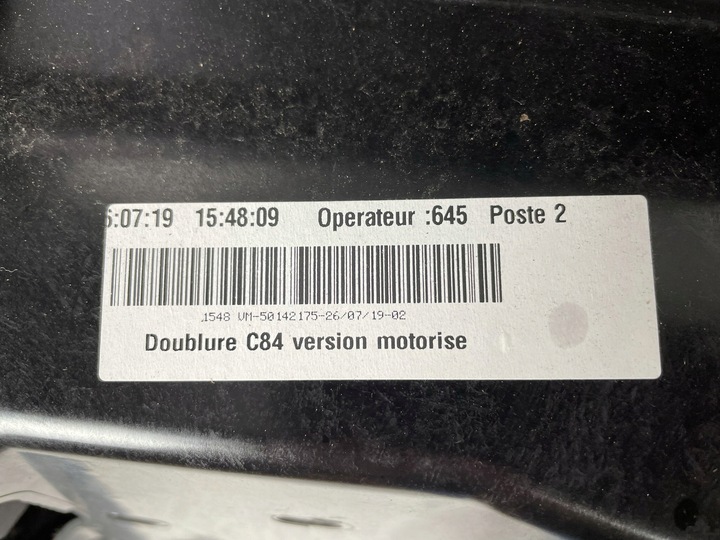 6:07:19 15:48:09 Operateur :645 Poste 2
1548 VM-50142175-26/07/19-02
Doublure C84 version motorise